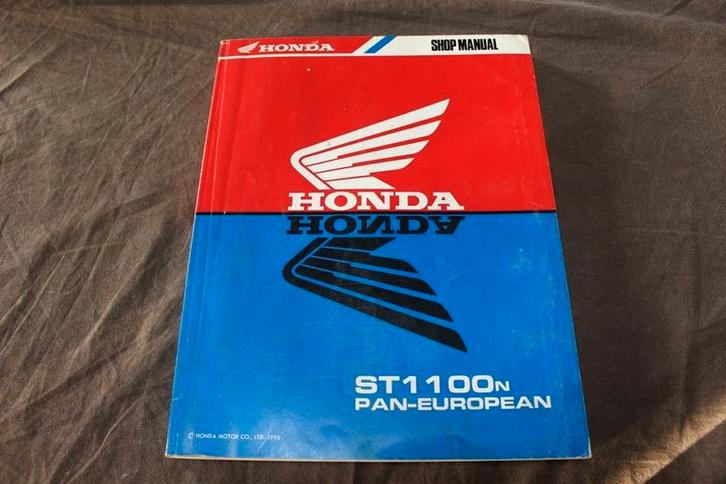 HONDA
SHOP MANUAL
HONDA
HONDA
ST1100N
PAN-EUROPEAN
© HONDA MOTOR CO., LTD. 1992